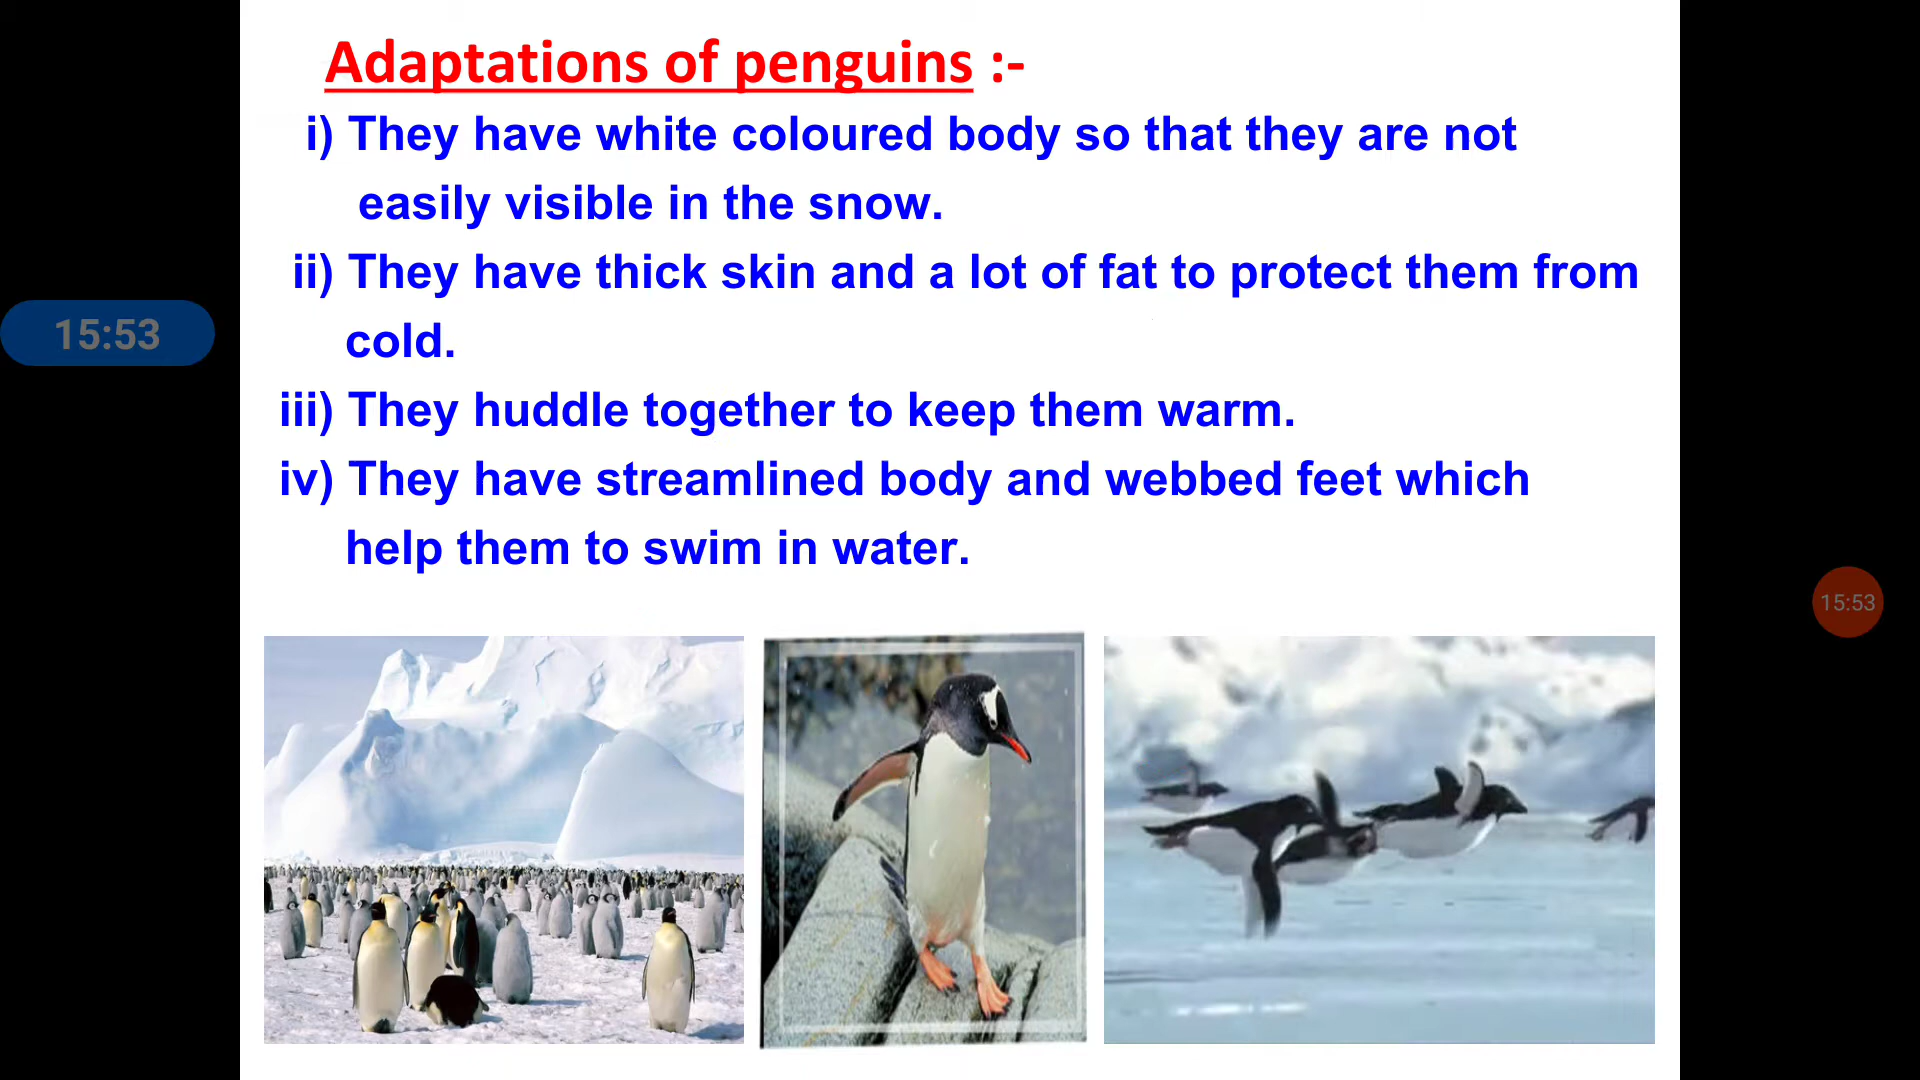 Adaptations of penguins :-
i) They have white coloured body so that they are not
easily visible in the snow.
ii) They have thick skin and a lot of fat to protect them from
cold.
iii) They huddle together to keep them warm.
iv) They have streamlined body and webbed feet which
help them to swim in water.
15:53
15:53